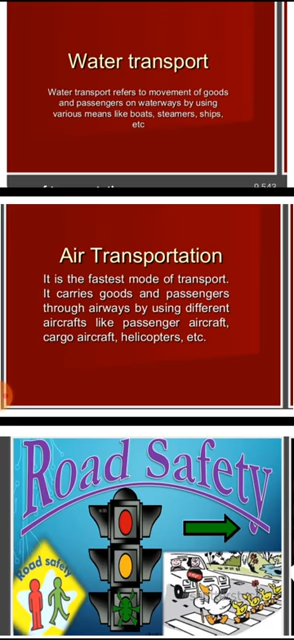 Water transport
Water transport refers to movement of goods
and passengers on waterways by using
various means like boats, steamers, ships,
etc
Air Transportation
It is the fastest mode of transport.
It carries goods and passengers
through airways by using different
aircrafts like passenger aircraft,
cargo aircraft, helicopters, etc.
Road Safety
Road safety